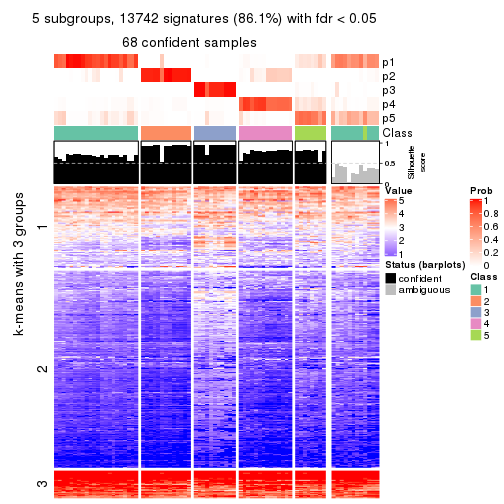 5 subgroups, 13742 signatures (86.1%) with fdr < 0.05
68 confident samples
p1
p2
p3
p4
p5
Class
1
0.5
0
Silhouette
score
k-means with 3 groups
1
2
3
Value
5
4
3
2
1
Status (barplots)
confident
ambiguous
Prob
1
0.8
0.6
0.4
0.2
0
Class
1
2
3
4
5